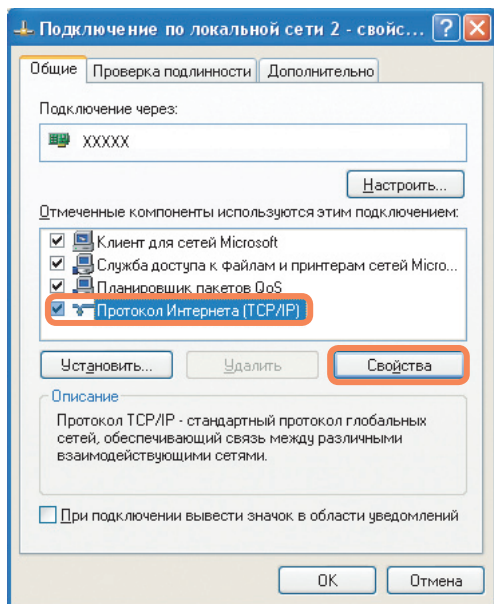 Подключение по локальной сети 2 - свойс...
Общие Проверка подлинности Дополнительно
Подключение через:
XXXXX
Настроить...
Отмеченные компоненты используются этим подключением:
Клиент для сетей Microsoft
Служба доступа к файлам и принтерам сетей Micro...
Планировщик пакетов QoS
Протокол Интернета (TCP/IP)
Установить... Удалить Свойства
Описание
Протокол TCP/IP - стандартный протокол глобальных
сетей, обеспечивающий связь между различными
взаимодействующими сетями.
При подключении вывести значок в области уведомлений
OK Отмена